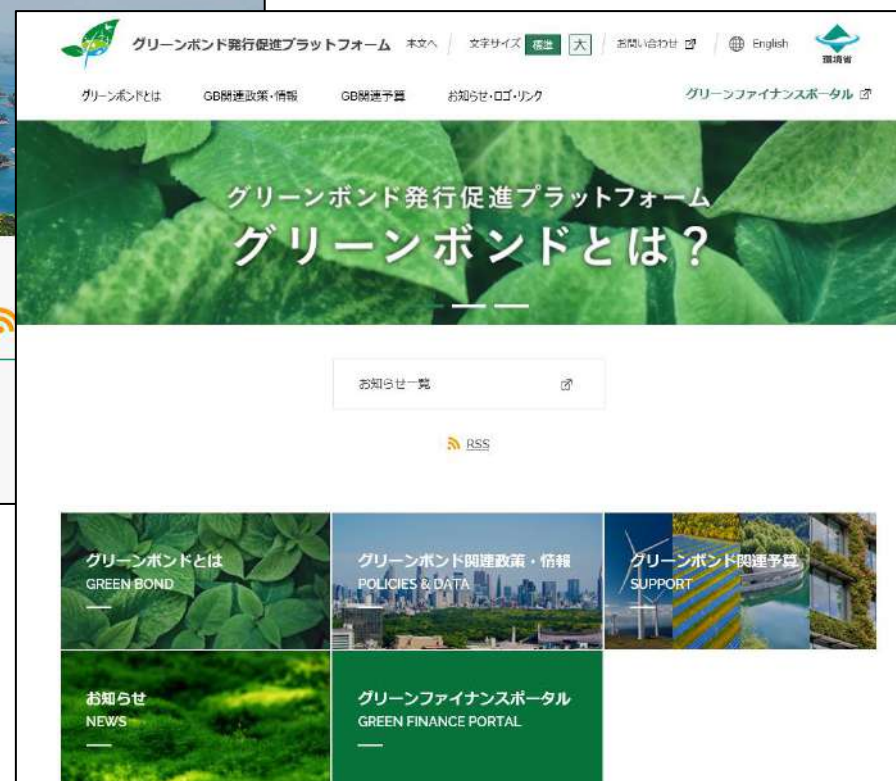 グリーンボンド発行促進プラットフォーム 本文へ 文字サイズ 標準 大 お問い合わせ English 環境省
グリーンボンドとは GB関連政策・情報 GB関連予算 お知らせ・ロゴ・リンク グリーンファイナンスポータル
グリーンボンド発行促進プラットフォーム
グリーンボンドとは？
お知らせ一覧
RSS
グリーンボンドとは
GREEN BOND
グリーンボンド関連政策・情報
POLICIES & DATA
グリーンボンド関連予算
SUPPORT
お知らせ
NEWS
グリーンファイナンスポータル
GREEN FINANCE PORTAL